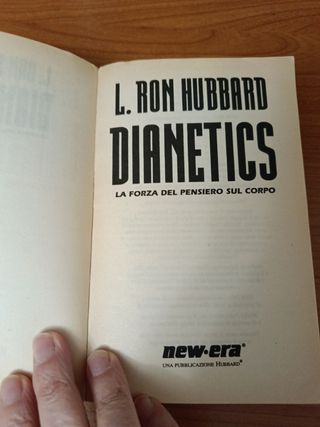 L. RON HUBBARD
DIANETICS
LA FORZA DEL PENSIERO SUL CORPO
new·era®
UNA PUBBLICAZIONE HUBBARD®